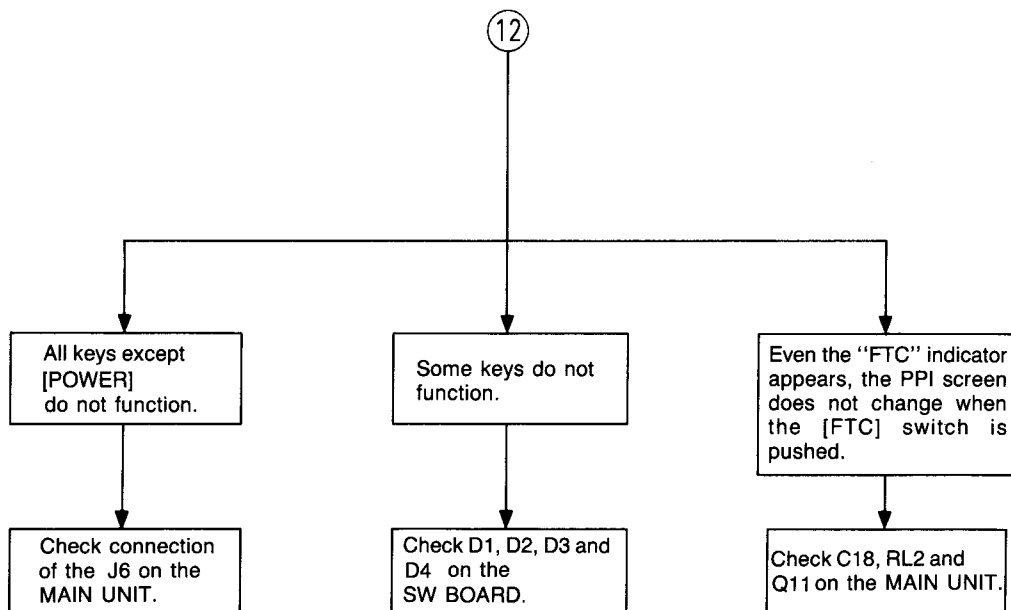 12
All keys except
[POWER]
do not function.
Some keys do not
function.
Even the "FTC" indicator
appears, the PPI screen
does not change when
the [FTC] switch is
pushed.
Check connection
of the J6 on the
MAIN UNIT.
Check D1, D2, D3 and
D4 on the
SW BOARD.
Check C18, RL2 and
Q11 on the MAIN UNIT.